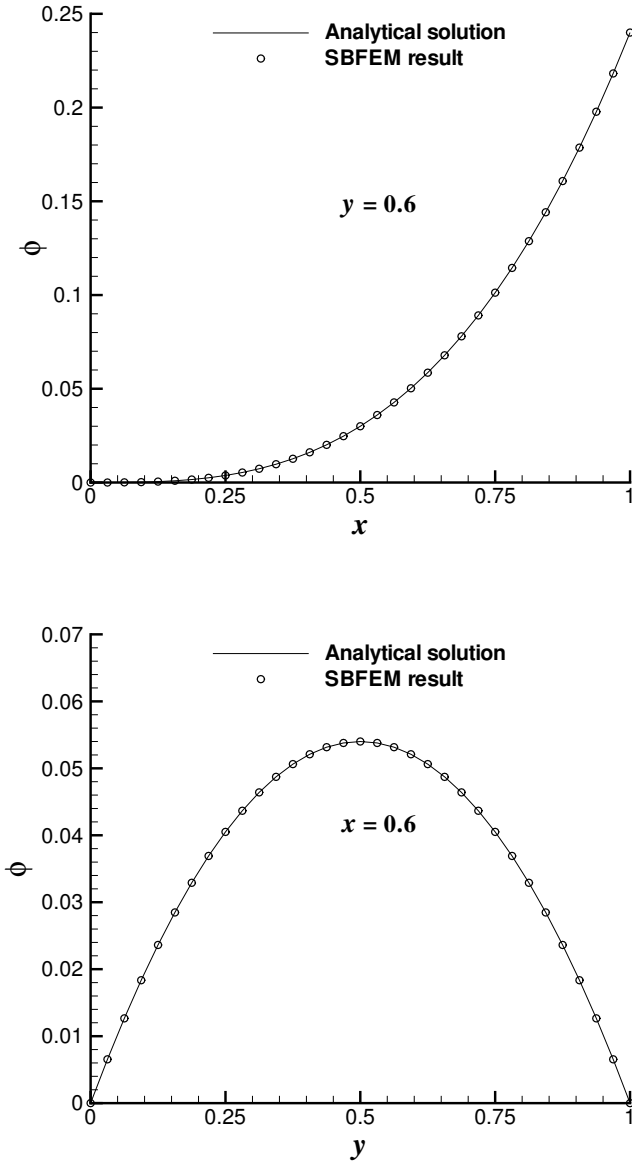 0.25
Analytical solution
SBFEM result
0.2
0.15
y = 0.6
ϕ
0.1
0.05
0
0 0.25 0.5 0.75 1
x
0.07
Analytical solution
SBFEM result
0.06
0.05
0.04
x = 0.6
ϕ
0.03
0.02
0.01
0
0 0.25 0.5 0.75 1
y